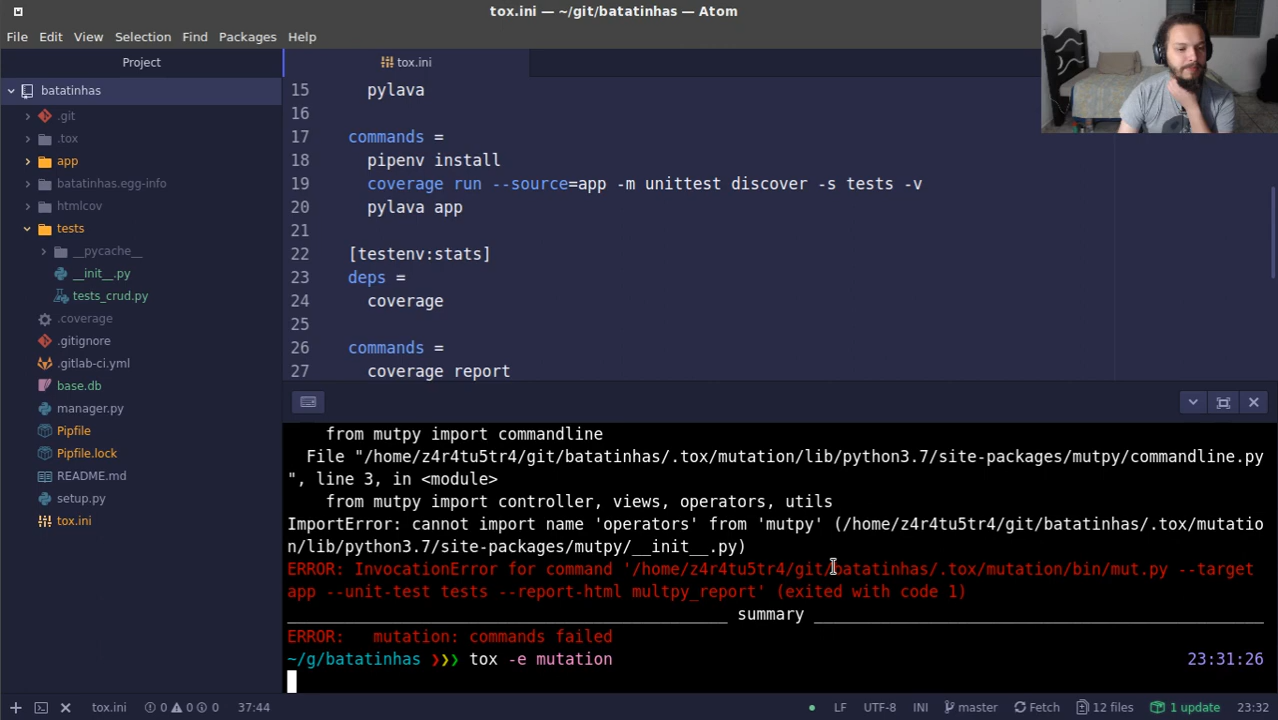 tox.ini — ~/git/batatinhas — Atom
File Edit View Selection Find Packages Help
Project
tox.ini
batatinhas
.git
.tox
app
batatinhas.egg-info
htmlcov
tests
__pycache__
__init__.py
tests_crud.py
.coverage
.gitignore
.gitlab-ci.yml
base.db
manager.py
Pipfile
Pipfile.lock
README.md
setup.py
tox.ini
15 pylava
16
17 commands =
18 pipenv install
19 coverage run --source=app -m unittest discover -s tests -v
20 pylava app
21
22 [testenv:stats]
23 deps =
24 coverage
25
26 commands =
27 coverage report
from mutpy import commandline
File "/home/z4r4tu5tr4/git/batatinhas/.tox/mutation/lib/python3.7/site-packages/mutpy/commandline.py
", line 3, in <module>
from mutpy import controller, views, operators, utils
ImportError: cannot import name 'operators' from 'mutpy' (/home/z4r4tu5tr4/git/batatinhas/.tox/mutatio
n/lib/python3.7/site-packages/mutpy/__init__.py)
ERROR: InvocationError for command '/home/z4r4tu5tr4/git/batatinhas/.tox/mutation/bin/mut.py --target
app --unit-test tests --report-html multpy_report' (exited with code 1)
summary
ERROR: mutation: commands failed
~/g/batatinhas ❯❯❯ tox -e mutation 23:31:26
tox.ini 0 0 0 37:44 LF UTF-8 INI master Fetch 12 files 1 update 23:32